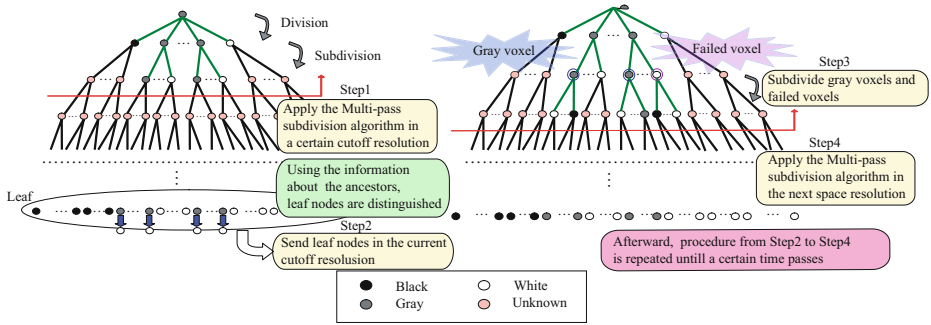 Division
Subdivision
Step1
Apply the Multi-pass
subdivision algorithm in
a certain cutoff resolution
Using the information
about the ancestors,
leaf nodes are distinguished
Leaf
Step2
Send leaf nodes in the current
cutoff resolusion
Gray voxel
Failed voxel
Step3
Subdivide gray voxels and
failed voxels
Step4
Apply the Multi-pass
subdivision algorithm in
the next space resolution
Afterward, procedure from Step2 to Step4
is repeated untill a certain time passes
Black
White
Gray
Unknown